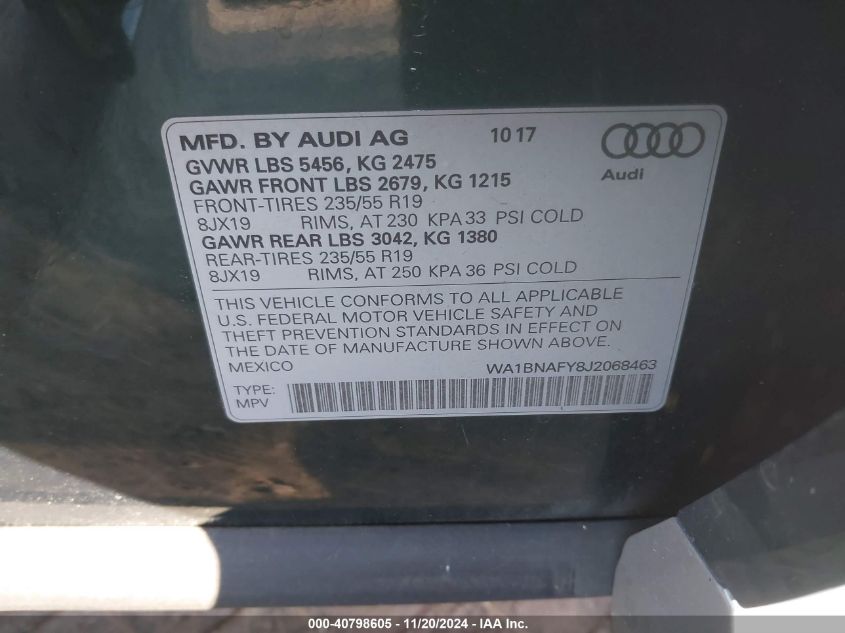 MFD. BY AUDI AG 10 17
GVWR LBS 5456, KG 2475
GAWR FRONT LBS 2679, KG 1215
Audi
FRONT-TIRES 235/55 R19
8JX19 RIMS, AT 230 KPA 33 PSI COLD
GAWR REAR LBS 3042, KG 1380
REAR-TIRES 235/55 R19
8JX19 RIMS, AT 250 KPA 36 PSI COLD
THIS VEHICLE CONFORMS TO ALL APPLICABLE
U.S. FEDERAL MOTOR VEHICLE SAFETY AND
THEFT PREVENTION STANDARDS IN EFFECT ON
THE DATE OF MANUFACTURE SHOWN ABOVE.
MEXICO WA1BNAFY8J2068463
TYPE:
MPV
000-40798605 - 11/20/2024 - IAA Inc.